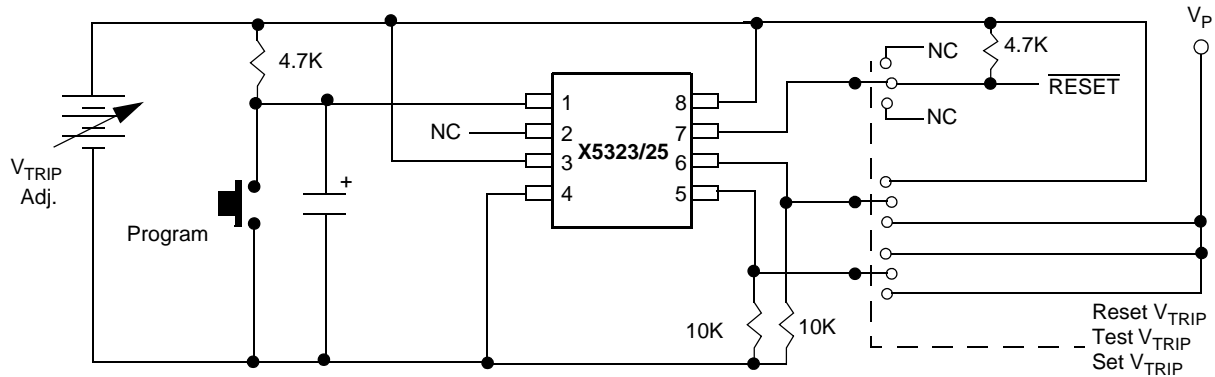 V_P
4.7K
NC
4.7K
RESET
NC
NC
X5323/25
1
2
3
4
8
7
6
5
V_TRIP
Adj.
+
Program
10K
10K
Reset V_TRIP
Test V_TRIP
Set V_TRIP